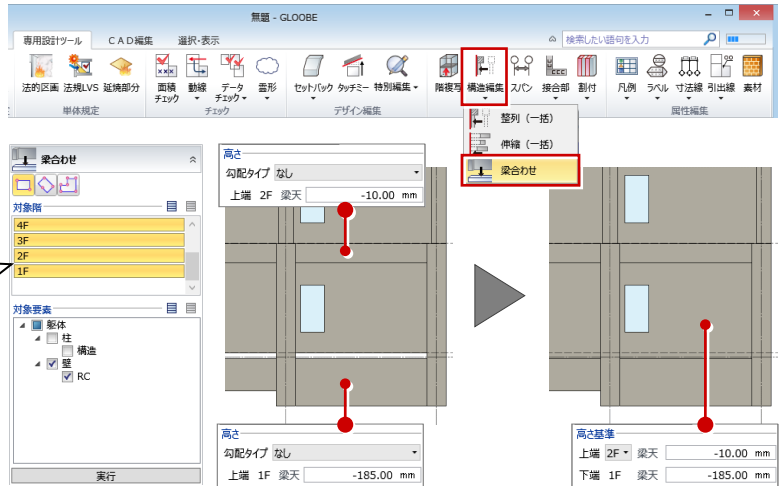 無題 - GLOOBE
専用設計ツール CAD編集 選択・表示
検索したい語句を入力
法的区画 法規LVS 延焼部分 面積チェック 動線 データチェック 雲形 セットバック タッチミー 特別編集 階複写 構造編集 スパン 接合部 割付 凡例 ラベル 寸法線 引出線 素材
単体規定 チェック デザイン編集 属性編集
整列(一括)
伸縮(一括)
梁合わせ
梁合わせ
対象階
4F
3F
2F
1F
対象要素
躯体
柱
構造
壁
RC
実行
高さ
勾配タイプ なし
上端 2F 梁天 -10.00 mm
高さ
勾配タイプ なし
上端 1F 梁天 -185.00 mm
高さ基準
上端 2F 梁天 -10.00 mm
下端 1F 梁天 -185.00 mm